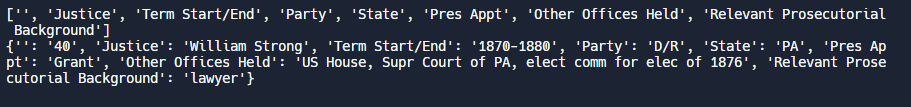 ['', 'Justice', 'Term Start/End', 'Party', 'State', 'Pres Appt', 'Other Offices Held', 'Relevant Prosecutorial
 Background']
{'': '40', 'Justice': 'William Strong', 'Term Start/End': '1870-1880', 'Party': 'D/R', 'State': 'PA', 'Pres Ap
pt': 'Grant', 'Other Offices Held': 'US House, Supr Court of PA, elect comm for elec of 1876', 'Relevant Prose
cutorial Background': 'lawyer'}